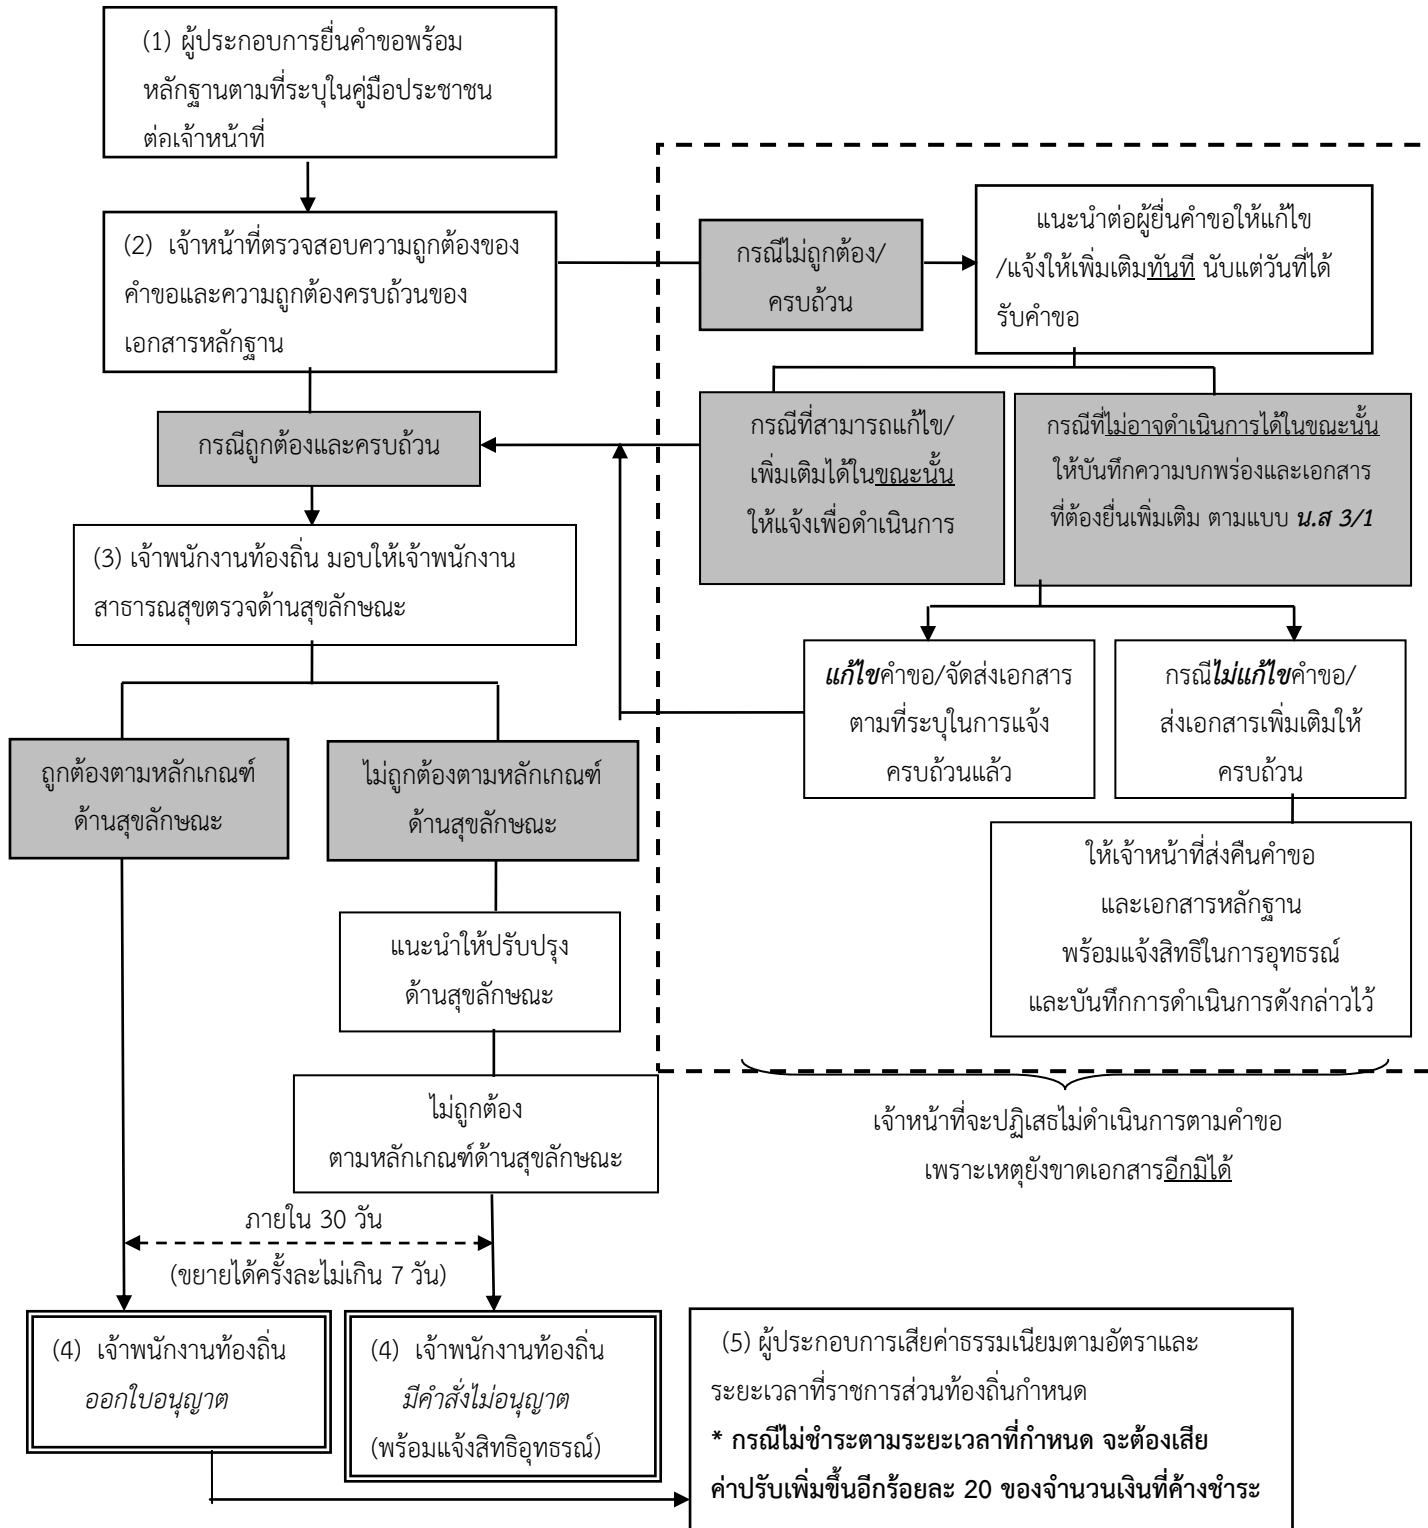 (1) ผู้ประกอบการยื่นคำขอพร้อม
หลักฐานตามที่ระบุในคู่มือประชาชน
ต่อเจ้าหน้าที่
(2) เจ้าหน้าที่ตรวจสอบความถูกต้องของ
คำขอและความถูกต้องครบถ้วนของ
เอกสารหลักฐาน
กรณีไม่ถูกต้อง/
ครบถ้วน
แนะนำต่อผู้ยื่นคำขอให้แก้ไข
/แจ้งให้เพิ่มเติมทันที นับแต่วันที่ได้
รับคำขอ
กรณีถูกต้องและครบถ้วน
กรณีที่สามารถแก้ไข/
เพิ่มเติมได้ในขณะนั้น
ให้แจ้งเพื่อดำเนินการ
กรณีที่ไม่อาจดำเนินการได้ในขณะนั้น
ให้บันทึกความบกพร่องและเอกสาร
ที่ต้องยื่นเพิ่มเติม ตามแบบ น.ส 3/1
(3) เจ้าพนักงานท้องถิ่น มอบให้เจ้าพนักงาน
สาธารณสุขตรวจด้านสุขลักษณะ
แก้ไขคำขอ/จัดส่งเอกสาร
ตามที่ระบุในการแจ้ง
ครบถ้วนแล้ว
กรณีไม่แก้ไขคำขอ/
ส่งเอกสารเพิ่มเติมให้
ครบถ้วน
ถูกต้องตามหลักเกณฑ์
ด้านสุขลักษณะ
ไม่ถูกต้องตามหลักเกณฑ์
ด้านสุขลักษณะ
ให้เจ้าหน้าที่ส่งคืนคำขอ
และเอกสารหลักฐาน
พร้อมแจ้งสิทธิในการอุทธรณ์
และบันทึกการดำเนินการดังกล่าวไว้
แนะนำให้ปรับปรุง
ด้านสุขลักษณะ
ไม่ถูกต้อง
ตามหลักเกณฑ์ด้านสุขลักษณะ
เจ้าหน้าที่จะปฏิเสธไม่ดำเนินการตามคำขอ
เพราะเหตุยังขาดเอกสารอีกมิได้
ภายใน 30 วัน
(ขยายได้ครั้งละไม่เกิน 7 วัน)
(4) เจ้าพนักงานท้องถิ่น
ออกใบอนุญาต
(4) เจ้าพนักงานท้องถิ่น
มีคำสั่งไม่อนุญาต
(พร้อมแจ้งสิทธิอุทธรณ์)
(5) ผู้ประกอบการเสียค่าธรรมเนียมตามอัตราและ
ระยะเวลาที่ราชการส่วนท้องถิ่นกำหนด
* กรณีไม่ชำระตามระยะเวลาที่กำหนด จะต้องเสีย
ค่าปรับเพิ่มขึ้นอีกร้อยละ 20 ของจำนวนเงินที่ค้างชำระ